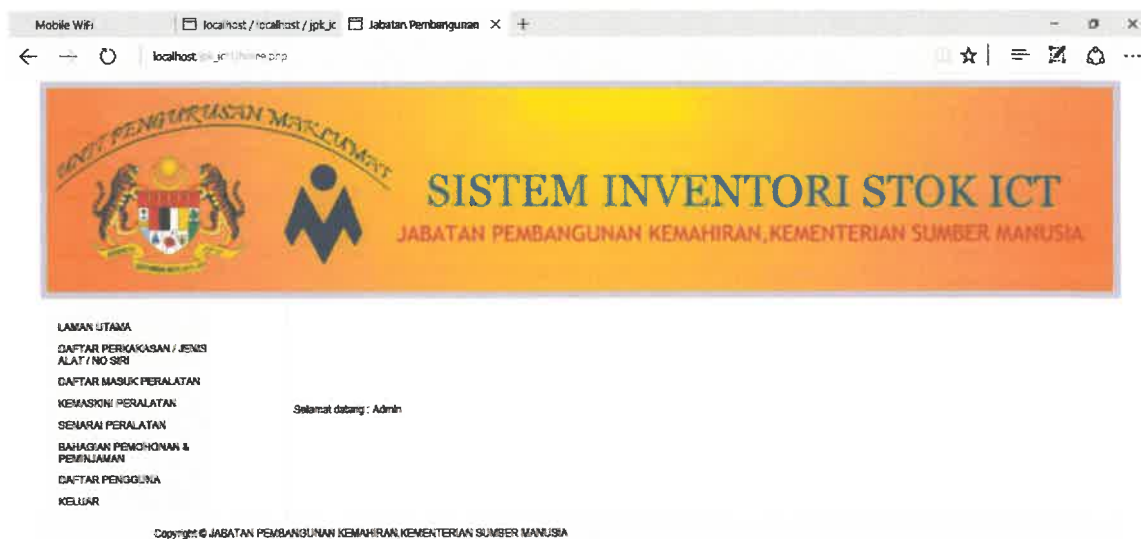 Mobile WiFi
localhost / localhost / jpk_ic
Jabatan Pembangunan
localhost
UNIT PENGURUSAN MAKLUMAT
SISTEM INVENTORI STOK ICT
JABATAN PEMBANGUNAN KEMAHIRAN,KEMENTERIAN SUMBER MANUSIA
LAMAN UTAMA
DAFTAR PERKAKASAN / JENIS
ALAT / NO SIRI
DAFTAR MASUK PERALATAN
KEMASKINI PERALATAN
Selamat datang : Admin
SENARAI PERALATAN
BAHAGIAN PEMOHONAN &
PEMINJAMAN
DAFTAR PENGGUNA
KELUAR
Copyright © JABATAN PEMBANGUNAN KEMAHIRAN,KEMENTERIAN SUMBER MANUSIA